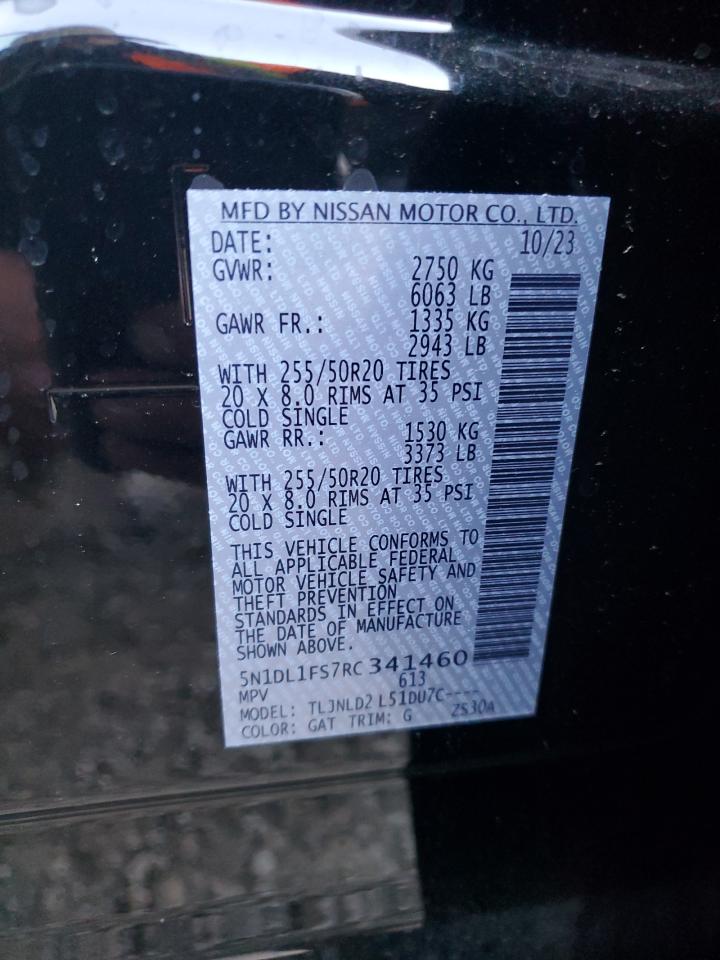 MFD BY NISSAN MOTOR CO., LTD.
DATE: 10/23
GVWR: 2750 KG
6063 LB
GAWR FR.: 1335 KG
2943 LB
WITH 255/50R20 TIRES
20 X 8.0 RIMS AT 35 PSI
COLD SINGLE
GAWR RR.: 1530 KG
3373 LB
WITH 255/50R20 TIRES
20 X 8.0 RIMS AT 35 PSI
COLD SINGLE
THIS VEHICLE CONFORMS TO
ALL APPLICABLE FEDERAL
MOTOR VEHICLE SAFETY AND
THEFT PREVENTION
STANDARDS IN EFFECT ON
THE DATE OF MANUFACTURE
SHOWN ABOVE.
5N1DL1FS7RC341460
MPV 613
MODEL: TLJNLD2 L51DU7C----
COLOR: GAT TRIM: G ZS30A